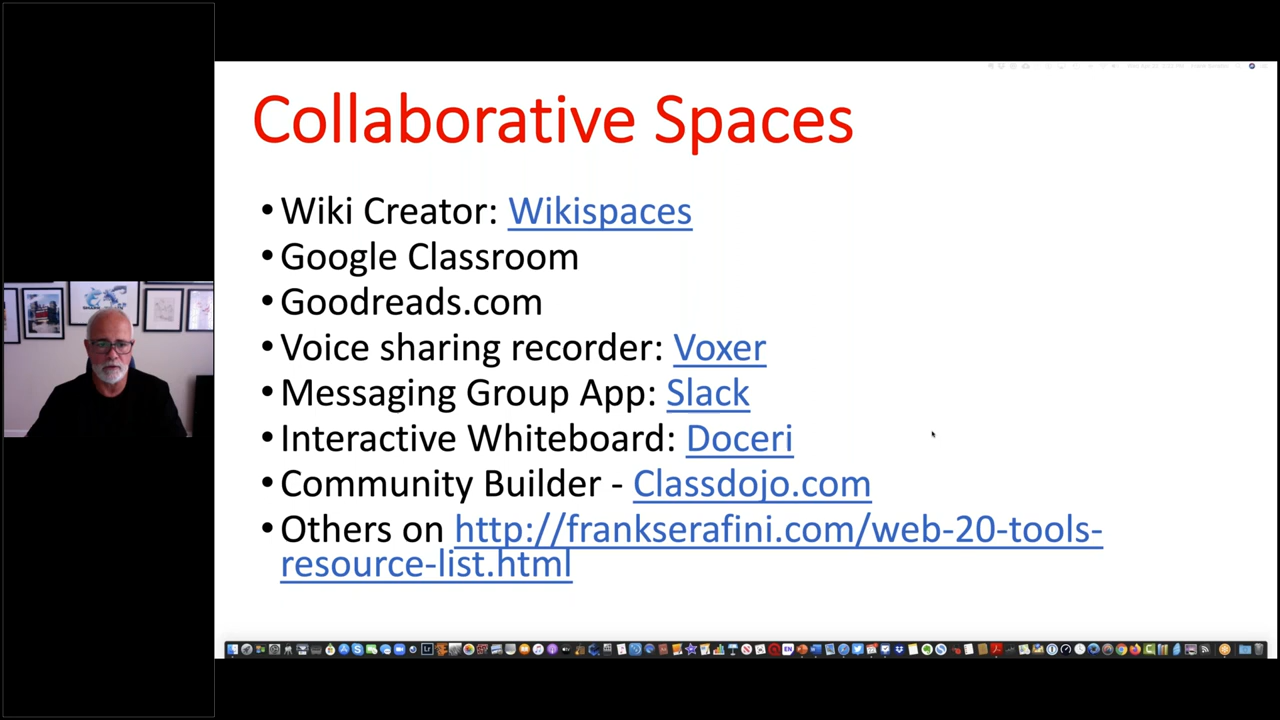 Collaborative Spaces
•Wiki Creator: Wikispaces
•Google Classroom
•Goodreads.com
•Voice sharing recorder: Voxer
•Messaging Group App: Slack
•Interactive Whiteboard: Doceri
•Community Builder - Classdojo.com
•Others on http://frankserafini.com/web-20-tools-
resource-list.html